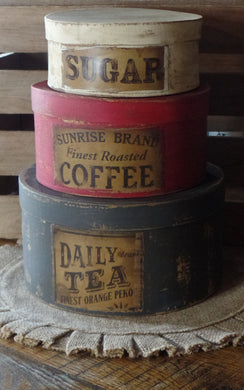 SUGAR
SUNRISE BRAND
Finest Roasted
COFFEE
DAILY
TEA
FINEST ORANGE PEKO